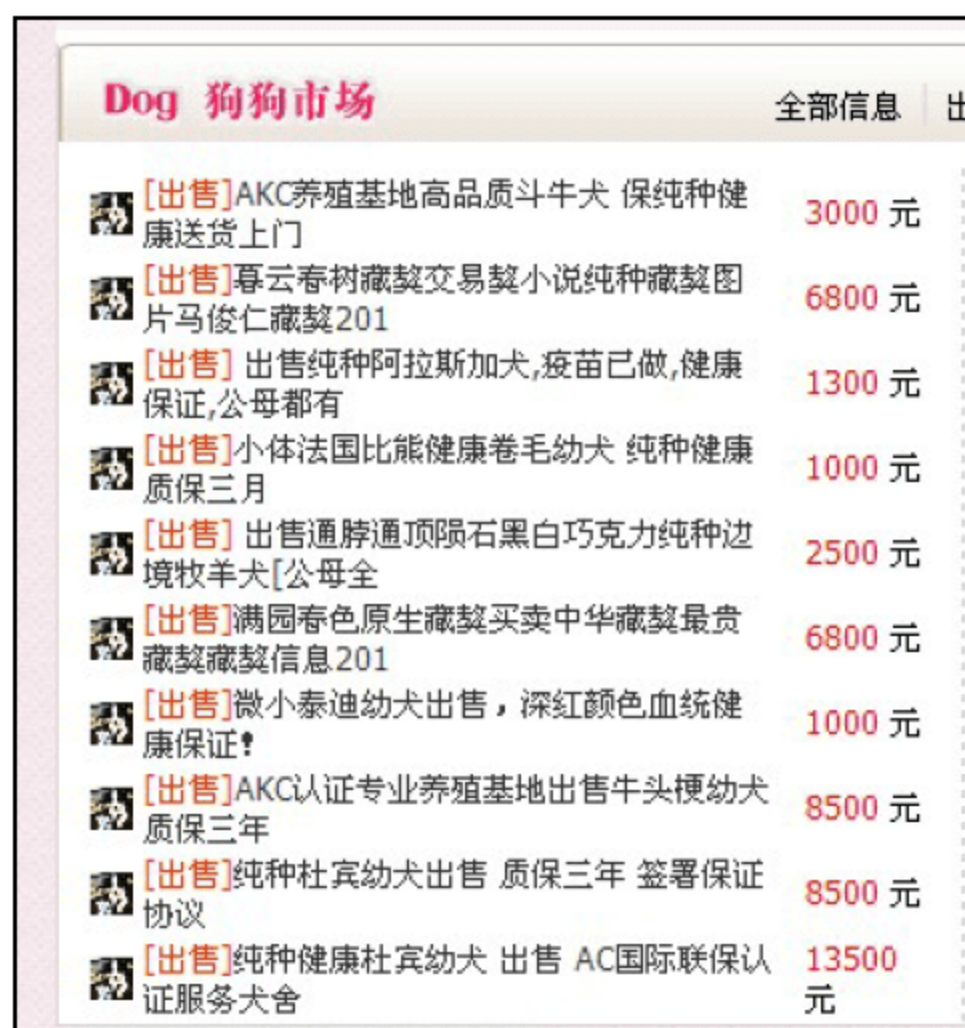 Dog 狗狗市场
全部信息
[出售]AKC养殖基地高品质斗牛犬 保纯种健
康送货上门
3000 元
[出售]暮云春树藏獒交易獒小说纯种藏獒图
片马俊仁藏獒201
6800 元
[出售] 出售纯种阿拉斯加犬,疫苗已做,健康
保证,公母都有
1300 元
[出售]小体法国比熊健康卷毛幼犬 纯种健康
质保三月
1000 元
[出售] 出售通脖通顶陨石黑白巧克力纯种边
境牧羊犬[公母全
2500 元
[出售]满园春色原生藏獒买卖中华藏獒最贵
藏獒藏獒信息201
6800 元
[出售]微小泰迪幼犬出售，深红颜色血统健
康保证❢
1000 元
[出售]AKC认证专业养殖基地出售牛头梗幼犬
质保三年
8500 元
[出售]纯种杜宾幼犬出售 质保三年 签署保证
协议
8500 元
[出售]纯种健康杜宾幼犬 出售 AC国际联保认
证服务犬舍
13500
元